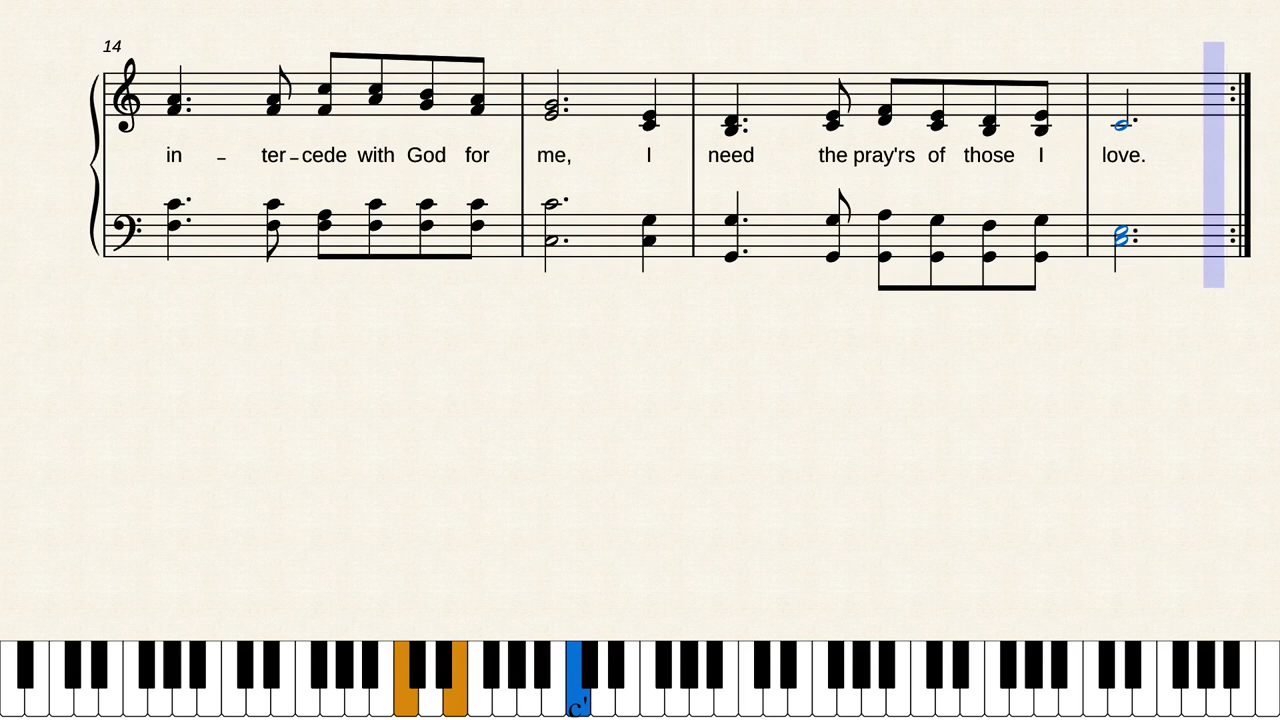 14
in - ter - cede with God for me, I need the pray'rs of those I love.
c'